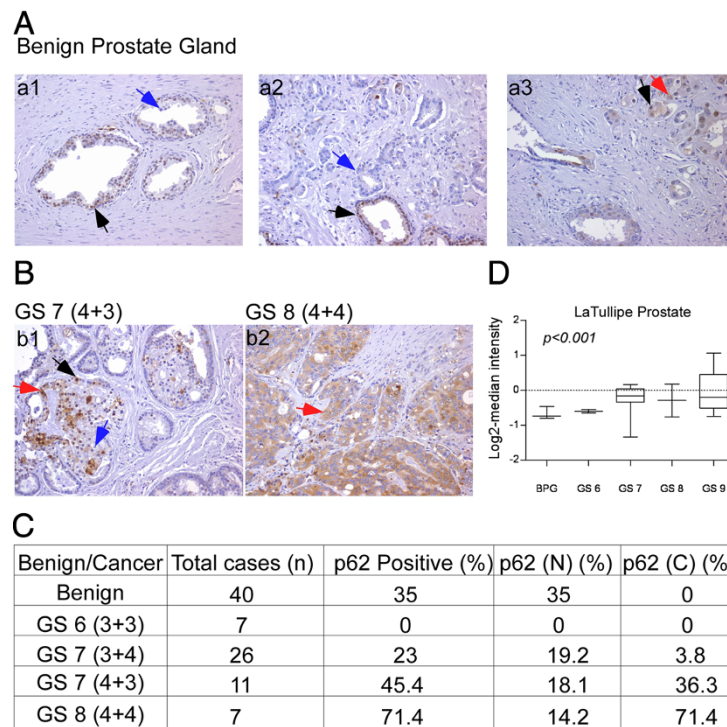 A
Benign Prostate Gland
a1
a2
a3
B
GS 7 (4+3)
GS 8 (4+4)
b1
b2
D
LaTullipe Prostate
p<0.001
Log2-median intensity
2
1
0
-1
-2
BPG GS 6 GS 7 GS 8 GS 9
C
Benign/Cancer Total cases (n) p62 Positive (%) p62 (N) (%) p62 (C) (%
Benign 40 35 35 0
GS 6 (3+3) 7 0 0 0
GS 7 (3+4) 26 23 19.2 3.8
GS 7 (4+3) 11 45.4 18.1 36.3
GS 8 (4+4) 7 71.4 14.2 71.4